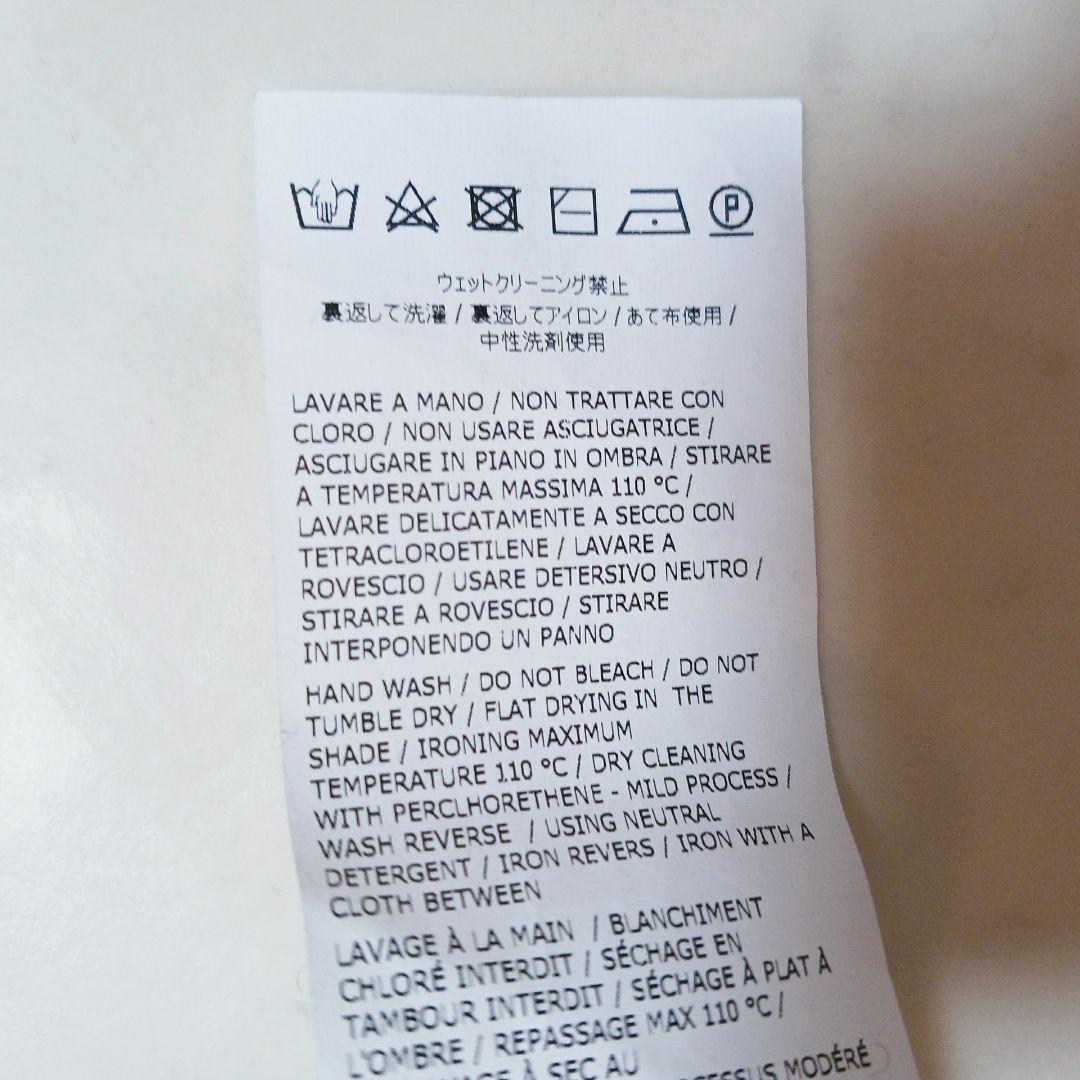 P
ウェットクリーニング禁止
裏返して洗濯 / 裏返してアイロン / あて布使用 /
中性洗剤使用
LAVARE A MANO / NON TRATTARE CON
CLORO / NON USARE ASCIUGATRICE /
ASCIUGARE IN PIANO IN OMBRA / STIRARE
A TEMPERATURA MASSIMA 110 °C /
LAVARE DELICATAMENTE A SECCO CON
TETRACLOROETILENE / LAVARE A
ROVESCIO / USARE DETERSIVO NEUTRO /
STIRARE A ROVESCIO / STIRARE
INTERPONENDO UN PANNO
HAND WASH / DO NOT BLEACH / DO NOT
TUMBLE DRY / FLAT DRYING IN THE
SHADE / IRONING MAXIMUM
TEMPERATURE 110 °C / DRY CLEANING
WITH PERCLHORETHENE - MILD PROCESS /
WASH REVERSE / USING NEUTRAL
DETERGENT / IRON REVERS / IRON WITH A
CLOTH BETWEEN
LAVAGE À LA MAIN / BLANCHIMENT
CHLORÉ INTERDIT / SÉCHAGE EN
TAMBOUR INTERDIT / SÉCHAGE À PLAT À
L'OMBRE / REPASSAGE MAX 110 °C /
À SEC AU
MODÉRÉ